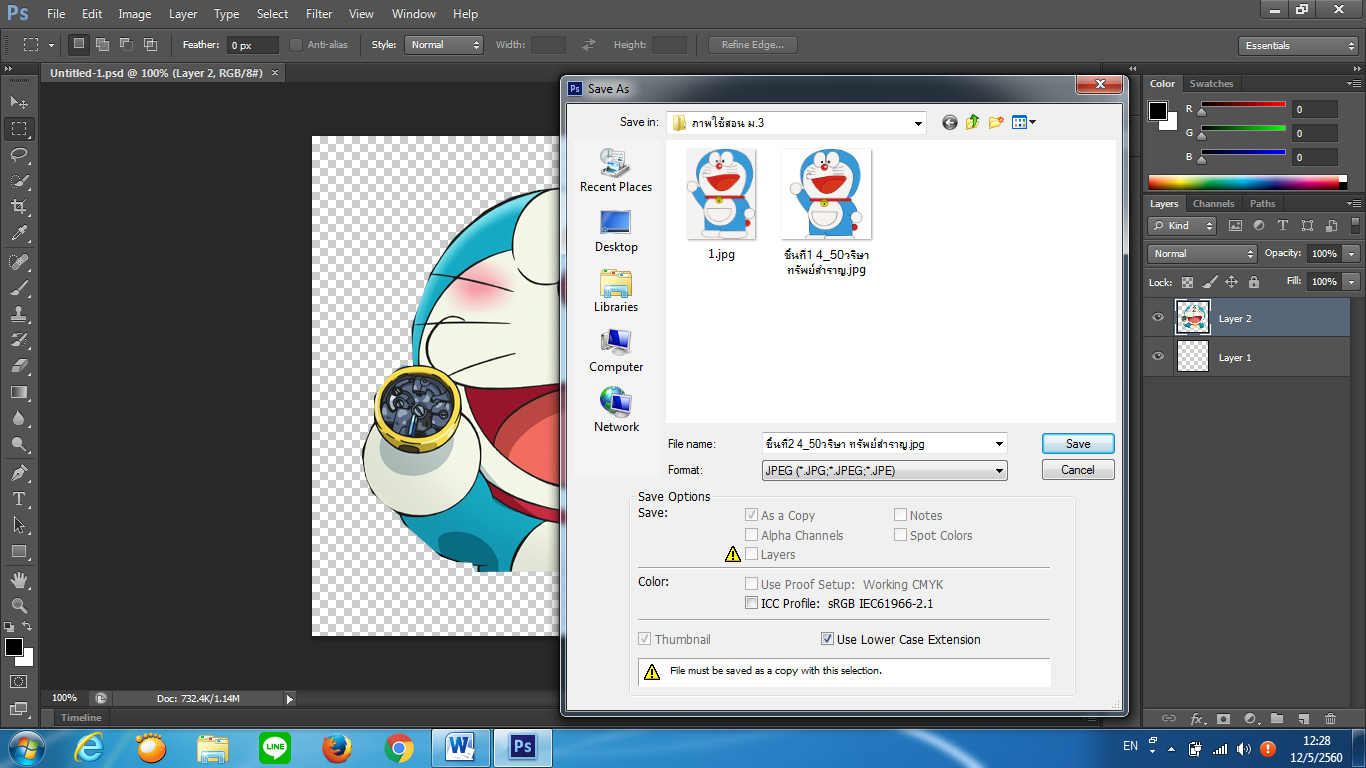 Ps File Edit Image Layer Type Select Filter View Window Help
Feather: 0 px Anti-alias Style: Normal Width: Height: Refine Edge... Essentials
Untitled-1.psd @ 100% (Layer 2, RGB/8#) ×
Ps Save As
Save in: ภาพใช้สอน ม.3
Recent Places
Desktop
Libraries
Computer
Network
1.jpg
ชิ้นที่1 4_50วริษา
ทรัพย์สำราญ.jpg
File name: ชิ้นที่2 4_50วริษา ทรัพย์สำราญ.jpg Save
Format: JPEG (*.JPG;*.JPEG;*.JPE) Cancel
Save Options
Save: As a Copy Notes
Alpha Channels Spot Colors
Layers
Color: Use Proof Setup: Working CMYK
ICC Profile: sRGB IEC61966-2.1
Thumbnail Use Lower Case Extension
File must be saved as a copy with this selection.
Color Swatches
R 0
G 0
B 0
Layers Channels Paths
Kind
Normal Opacity: 100%
Lock: Fill: 100%
Layer 2
Layer 1
fx
100% Doc: 732.4K/1.14M
Timeline
LINE W Ps
EN 12:28
12/5/2560